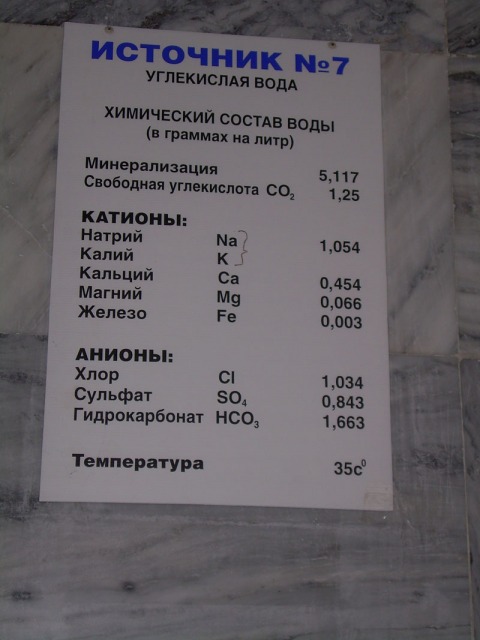 ИСТОЧНИК №7
УГЛЕКИСЛАЯ ВОДА
ХИМИЧЕСКИЙ СОСТАВ ВОДЫ
(в граммах на литр)
Минерализация 5,117
Свободная углекислота CO₂ 1,25
КАТИОНЫ:
Натрий Na
Калий K 1,054
Кальций Ca 0,454
Магний Mg 0,066
Железо Fe 0,003
АНИОНЫ:
Хлор Cl 1,034
Сульфат SO₄ 0,843
Гидрокарбонат HCO₃ 1,663
Температура 35с⁰